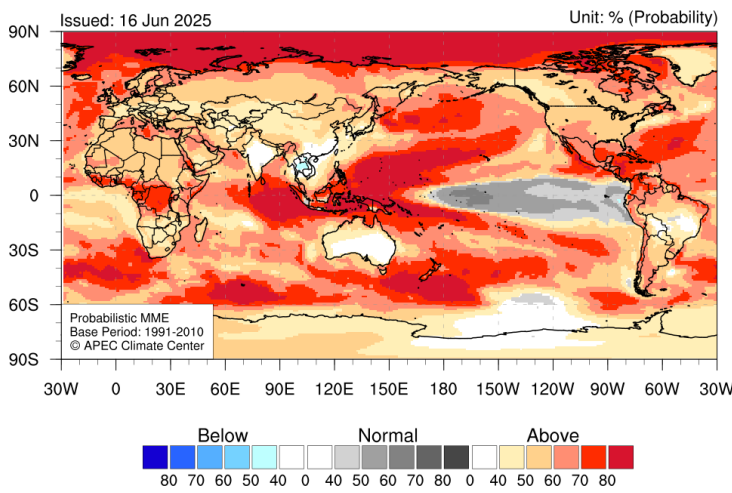 Issued: 16 Jun 2025
Unit: % (Probability)
90N
60N
30N
0
30S
60S
90S
Probabilistic MME
Base Period: 1991-2010
© APEC Climate Center
30W 0 30E 60E 90E 120E 150E 180 150W 120W 90W 60W 30W
Below Normal Above
80 70 60 50 40 0 40 50 60 70 80 0 40 50 60 70 80